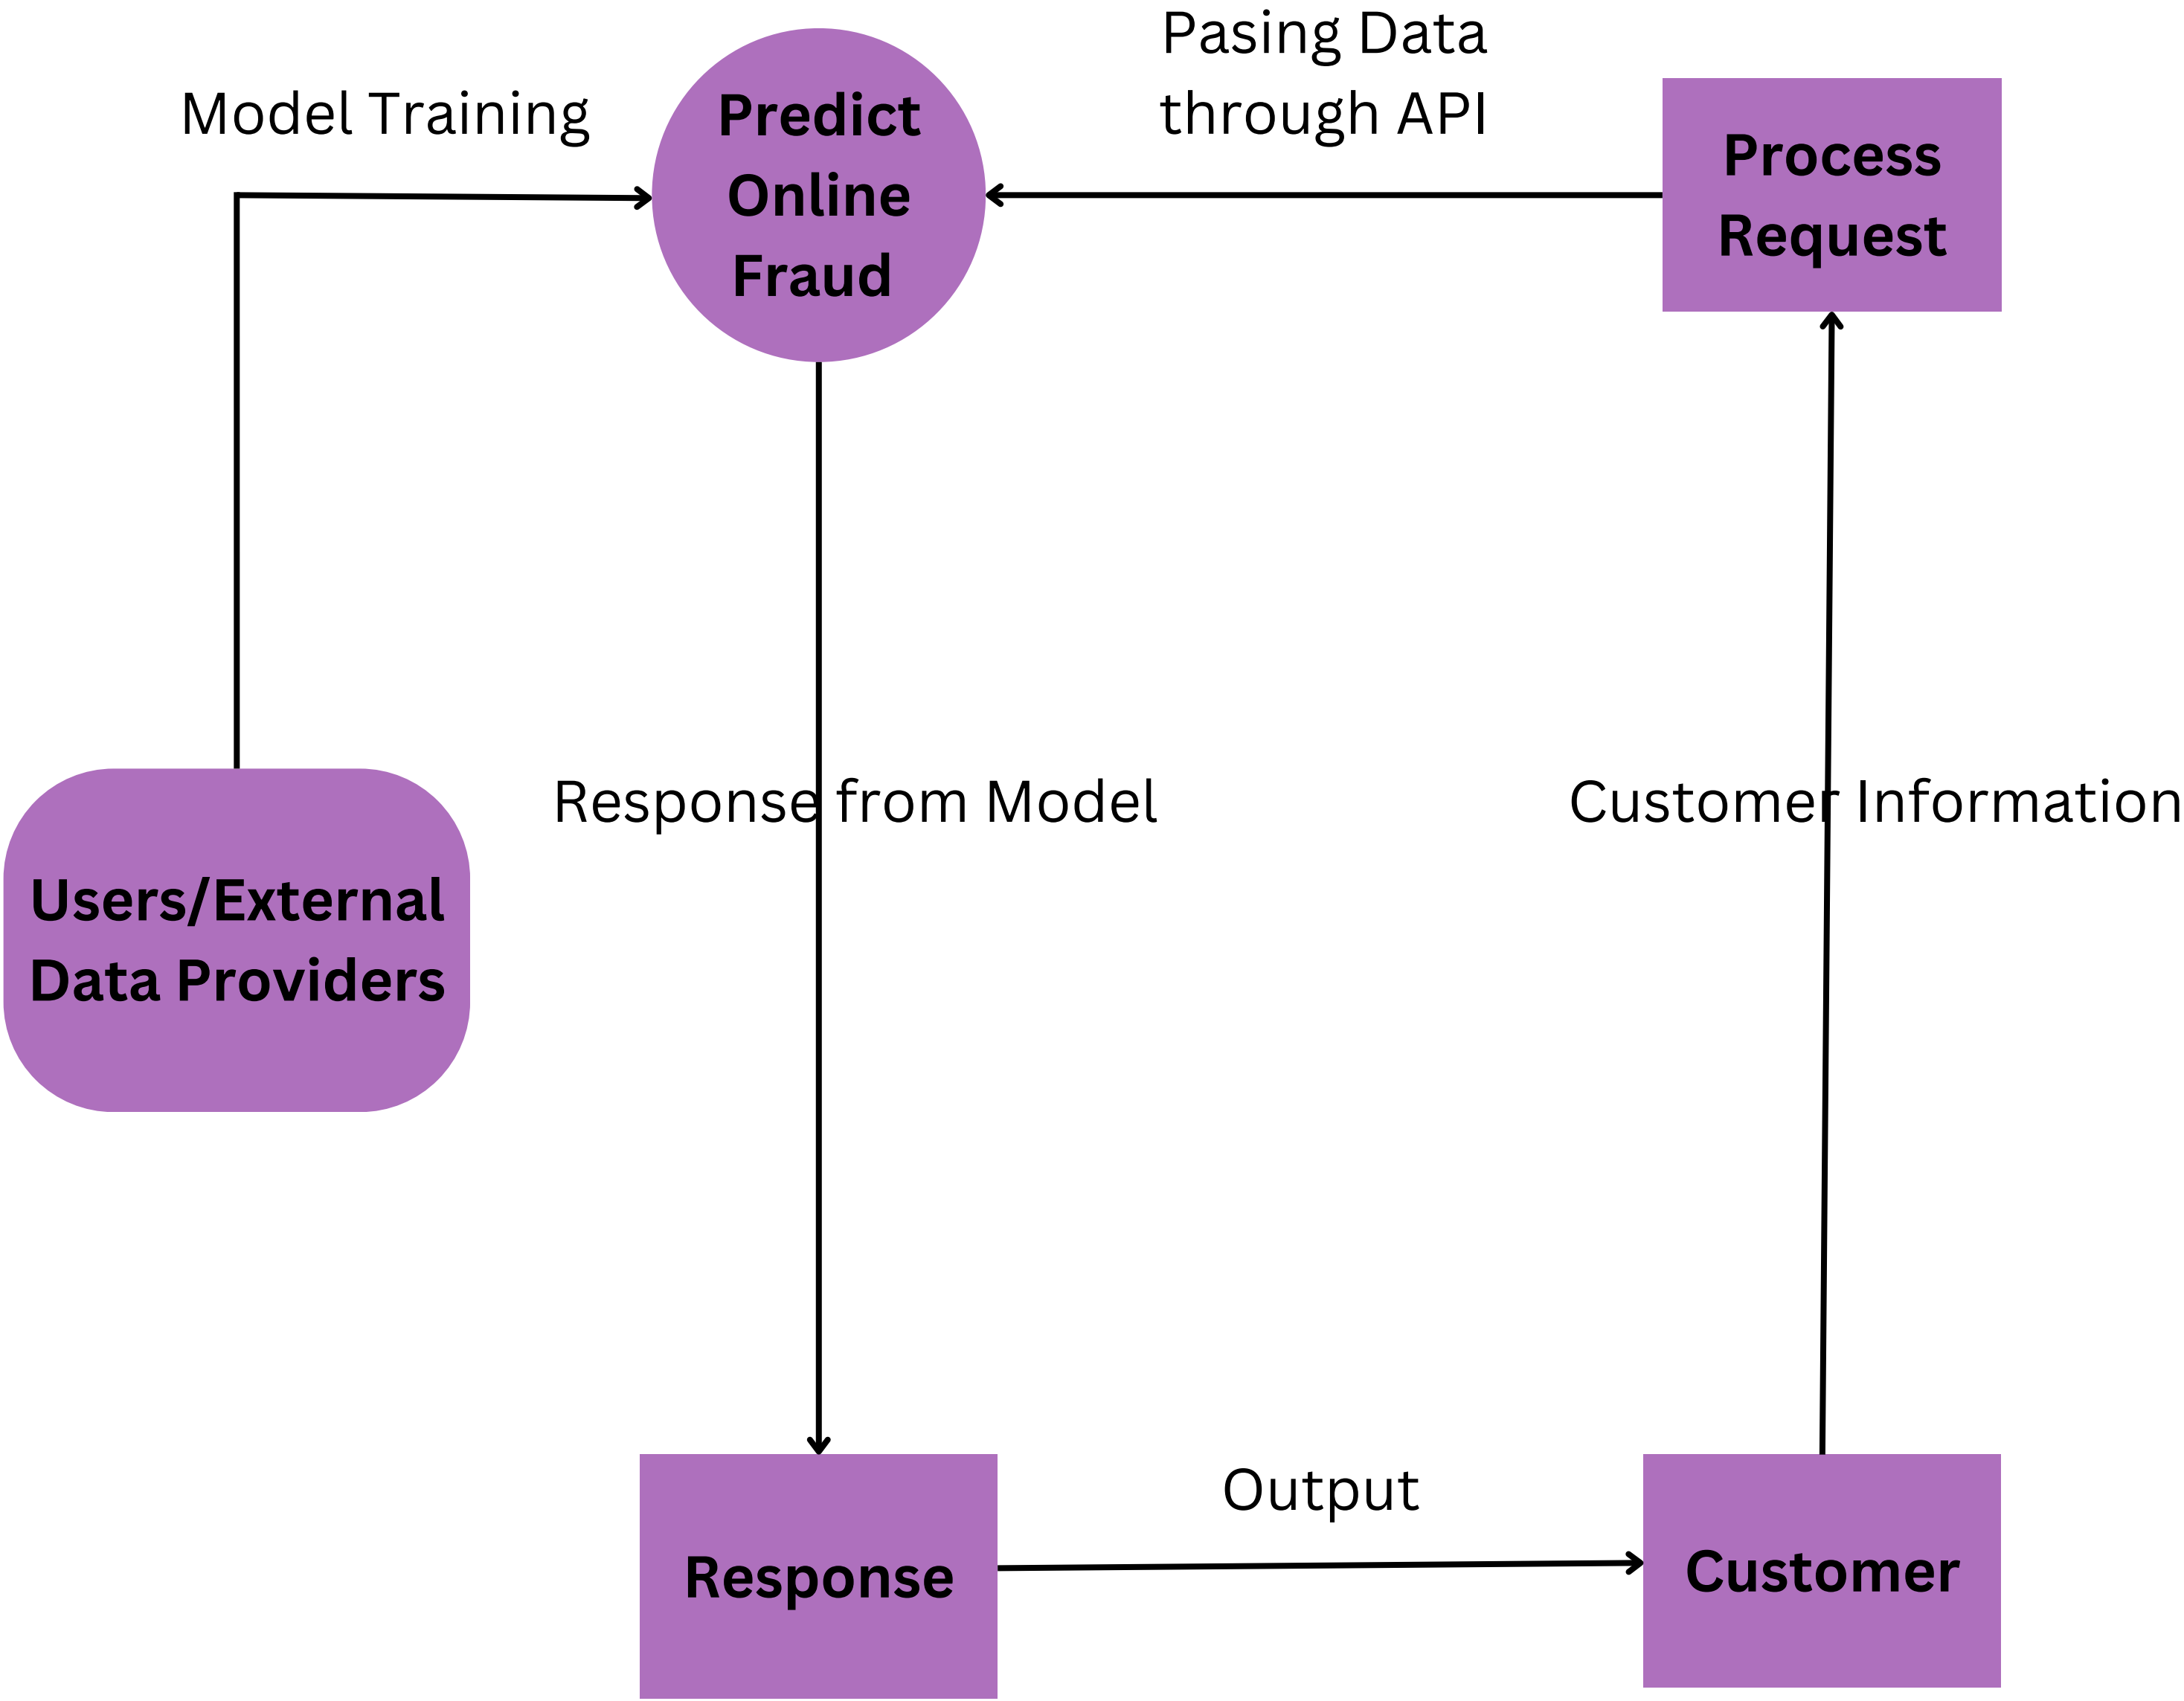 Pasing Data
through API
Model Training
Predict
Online
Fraud
Process
Request
Response from Model
Customer Information
Users/External
Data Providers
Output
Response
Customer